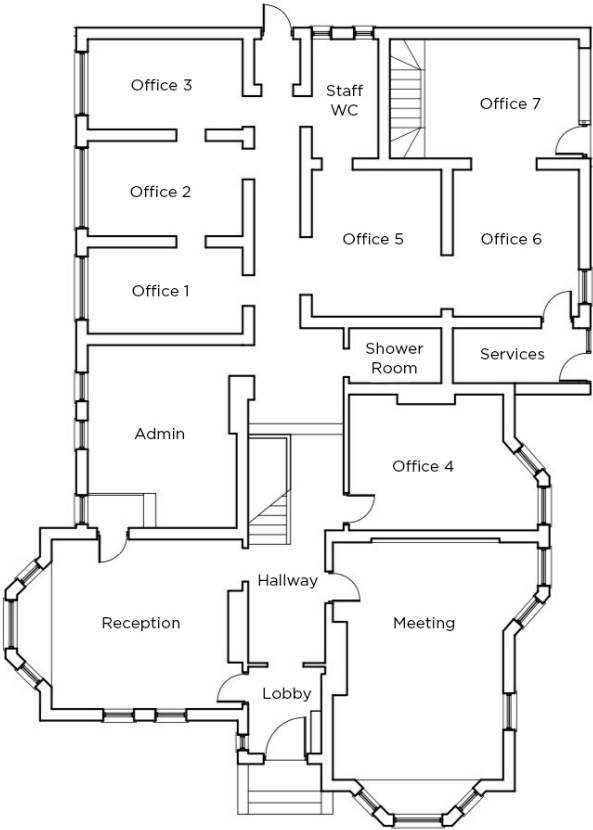 Office 3
Staff
WC
Office 7
Office 2
Office 5
Office 6
Office 1
Shower
Room
Services
Admin
Office 4
Hallway
Reception
Meeting
Lobby